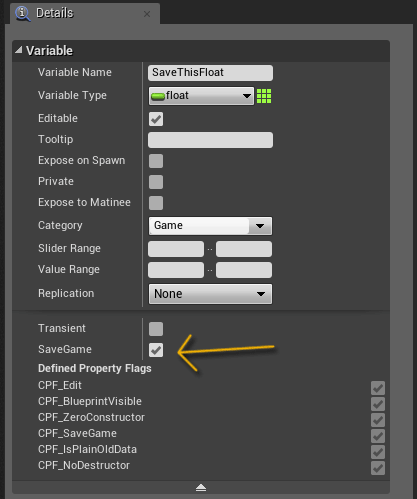 Details
Variable
Variable Name SaveThisFloat
Variable Type float
Editable
Tooltip
Expose on Spawn
Private
Expose to Matinee
Category Game
Slider Range ..
Value Range ..
Replication None
Transient
SaveGame
Defined Property Flags
CPF_Edit
CPF_BlueprintVisible
CPF_ZeroConstructor
CPF_SaveGame
CPF_IsPlainOldData
CPF_NoDestructor